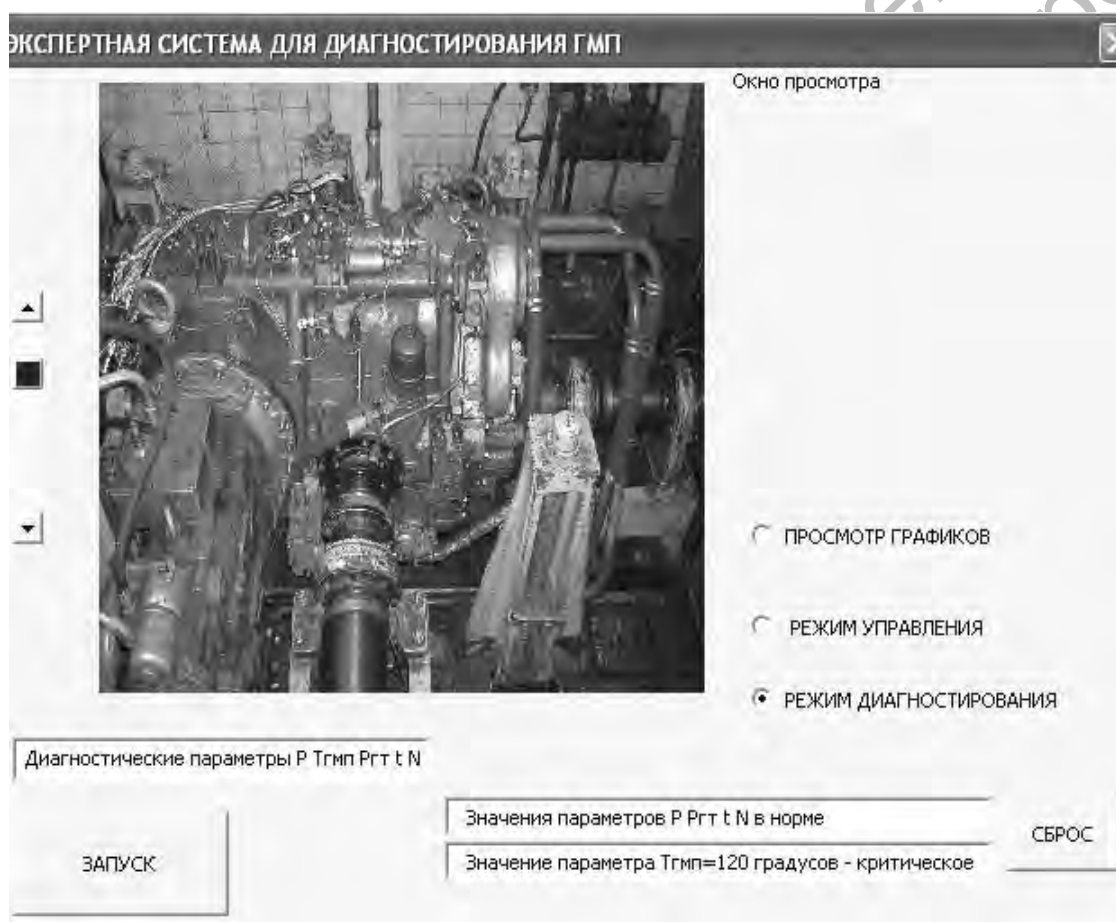 ЭКСПЕРТНАЯ СИСТЕМА ДЛЯ ДИАГНОСТИРОВАНИЯ ГМП
Окно просмотра
ПРОСМОТР ГРАФИКОВ
РЕЖИМ УПРАВЛЕНИЯ
РЕЖИМ ДИАГНОСТИРОВАНИЯ
Диагностические параметры P Тгмп Ргт t N
Значения параметров P Ргт t N в норме
СБРОС
ЗАПУСК
Значение параметра Тгмп=120 градусов - критическое